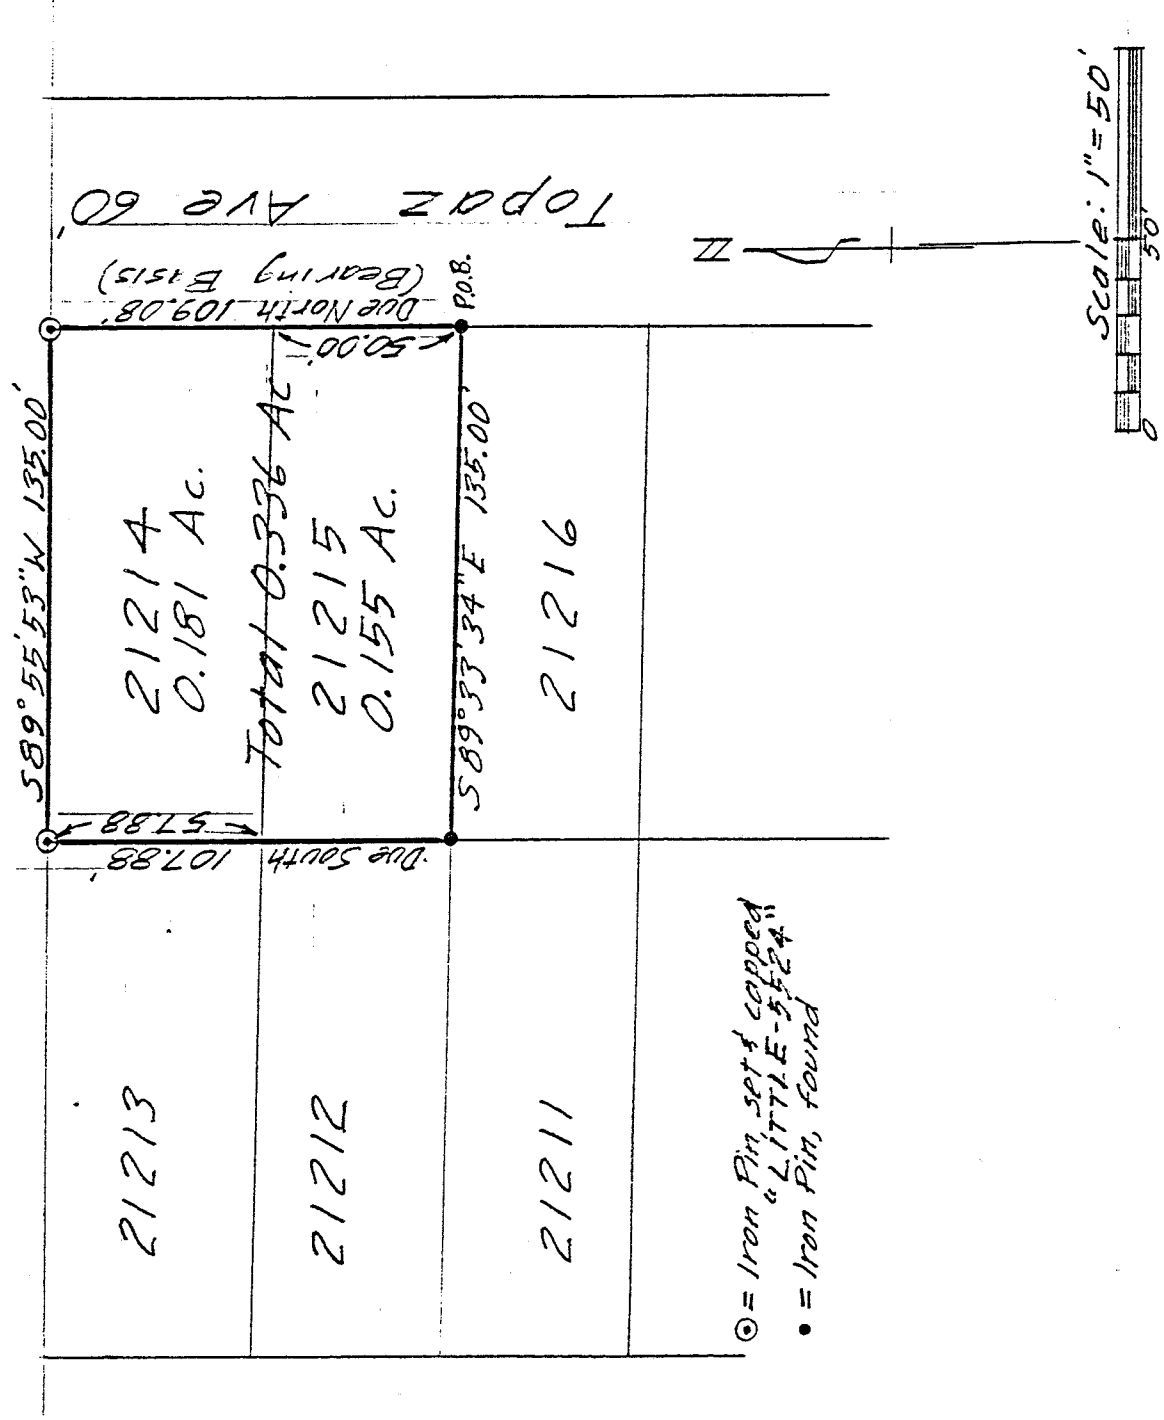 Topaz Ave 60'
(Bearing Basis)
Due North 109.08'
P.O.B.
50.00'
S89°55'53"W 135.00'
21214
0.181 Ac.
Total 0.336 Ac
21215
0.155 Ac.
S89°33'34"E 135.00'
21216
57.88
Due South 107.88'
21213
21212
21211
N
Scale: 1"=50'
0 50'
= Iron Pin set & capped
"LITTLE-5524"
• = Iron Pin, found